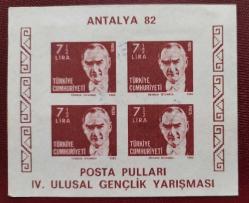 ANTALYA 82
7½ LIRA
TÜRKİYE
CUMHURİYETİ
7½ LIRA
TÜRKİYE
CUMHURİYETİ
7½ LIRA
TÜRKİYE
CUMHURİYETİ
7½ LIRA
TÜRKİYE
CUMHURİYETİ
POSTA PULLARI
IV. ULUSAL GENÇLİK YARIŞMASI